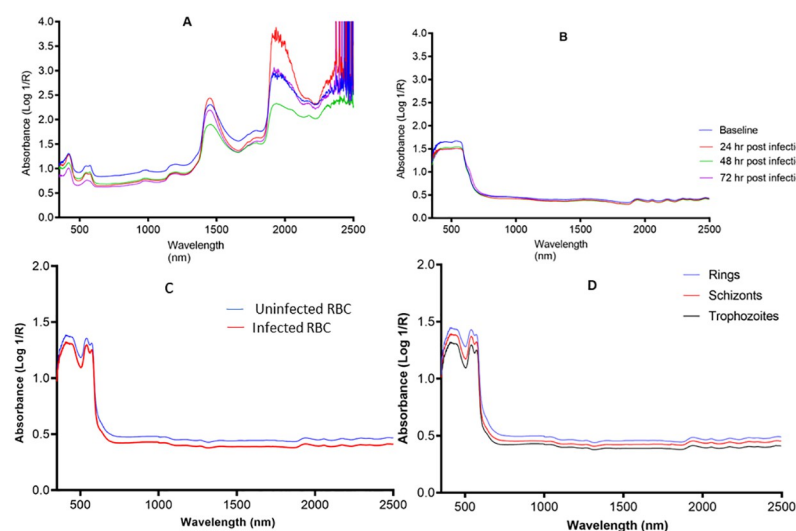 A
Absorbance (Log 1/R)
4.0
3.5
3.0
2.5
2.0
1.5
1.0
0.5
0.0
500
1000
1500
2000
2500
Wavelength
(nm)
B
Absorbance (Log 1/R)
4.0
3.5
3.0
2.5
2.0
1.5
1.0
0.5
0.0
500
1000
1500
2000
2500
Wavelength
(nm)
Baseline
24 hr post infecti
48 hr post infecti
72 hr post infecti
C
Uninfected RBC
Infected RBC
Absorbance (Log 1/R)
2.0
1.5
1.0
0.5
0.0
500
1000
1500
2000
2500
Wavelength (nm)
D
Rings
Schizonts
Trophozoites
Absorbance (Log 1/R)
2.0
1.5
1.0
0.5
0.0
500
1000
1500
2000
2500
Wavelength (nm)